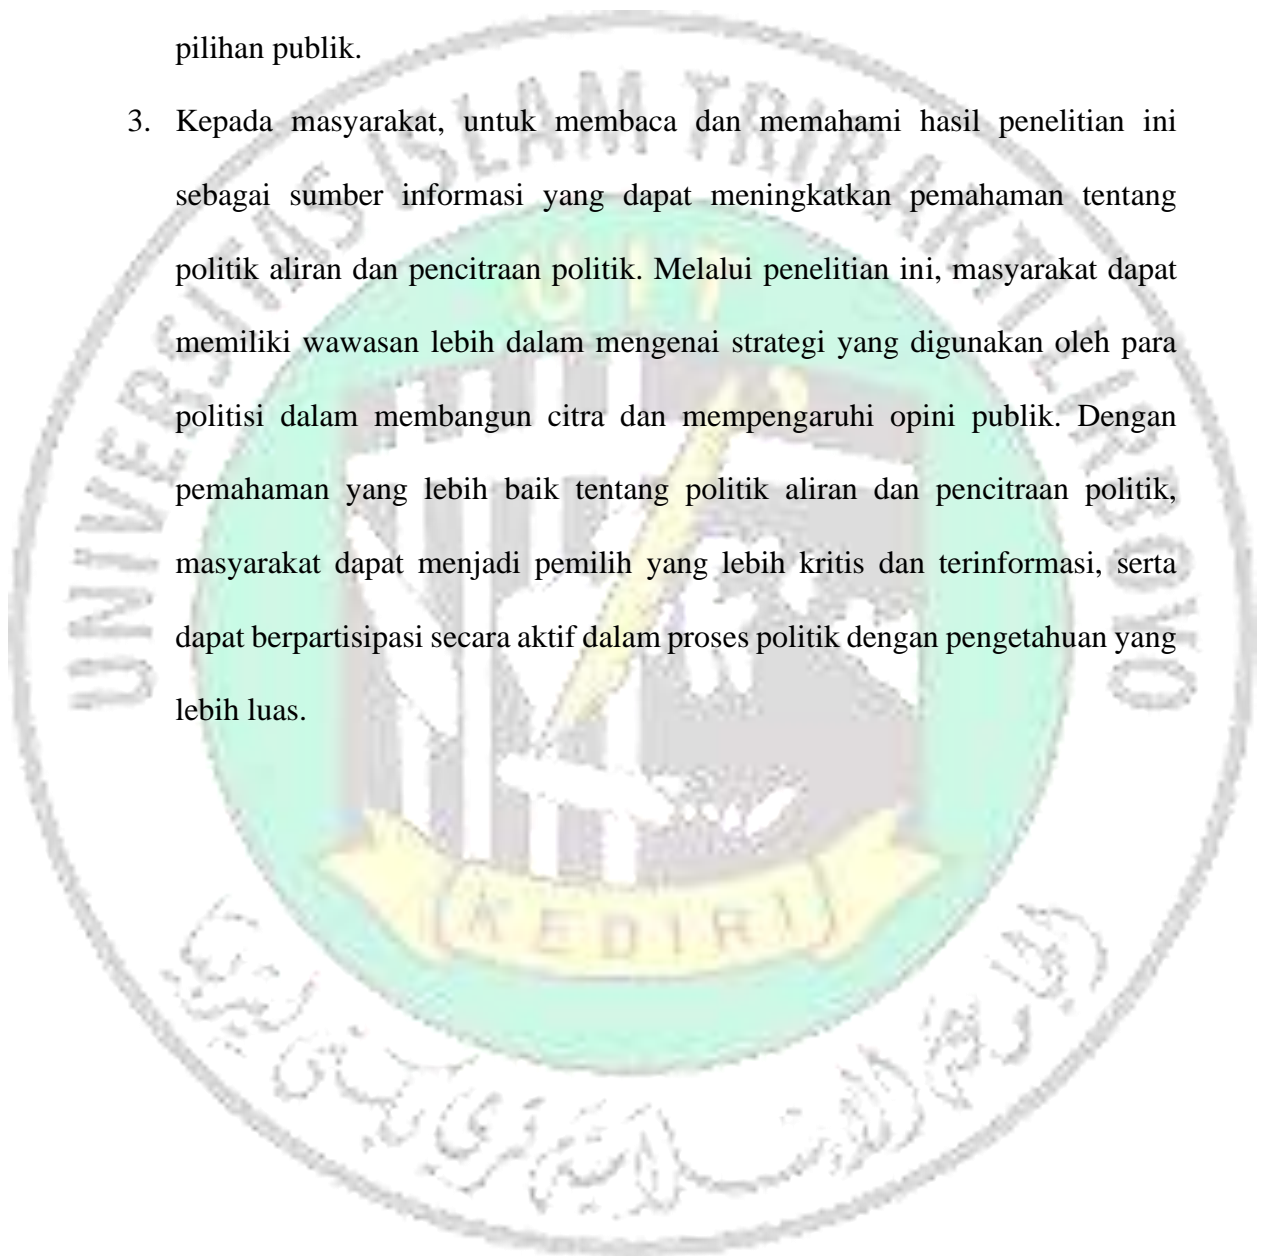 pilihan publik.
3. Kepada masyarakat, untuk membaca dan memahami hasil penelitian ini
sebagai sumber informasi yang dapat meningkatkan pemahaman tentang
politik aliran dan pencitraan politik. Melalui penelitian ini, masyarakat dapat
memiliki wawasan lebih dalam mengenai strategi yang digunakan oleh para
politisi dalam membangun citra dan mempengaruhi opini publik. Dengan
pemahaman yang lebih baik tentang politik aliran dan pencitraan politik,
masyarakat dapat menjadi pemilih yang lebih kritis dan terinformasi, serta
dapat berpartisipasi secara aktif dalam proses politik dengan pengetahuan yang
lebih luas.
UNIVERSITAS ISLAM TRIBAKTI LIRBOYO
UIT
KEDIRI